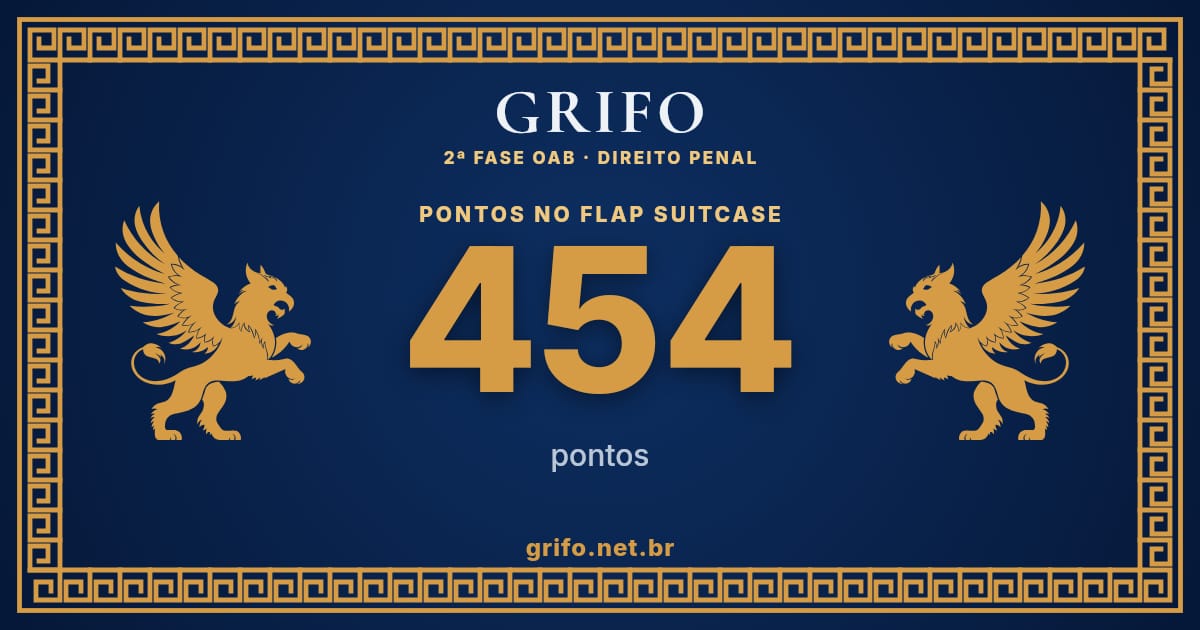 GRIFO
2ª FASE OAB · DIREITO PENAL
PONTOS NO FLAP SUITCASE
454
pontos
grifo.net.br